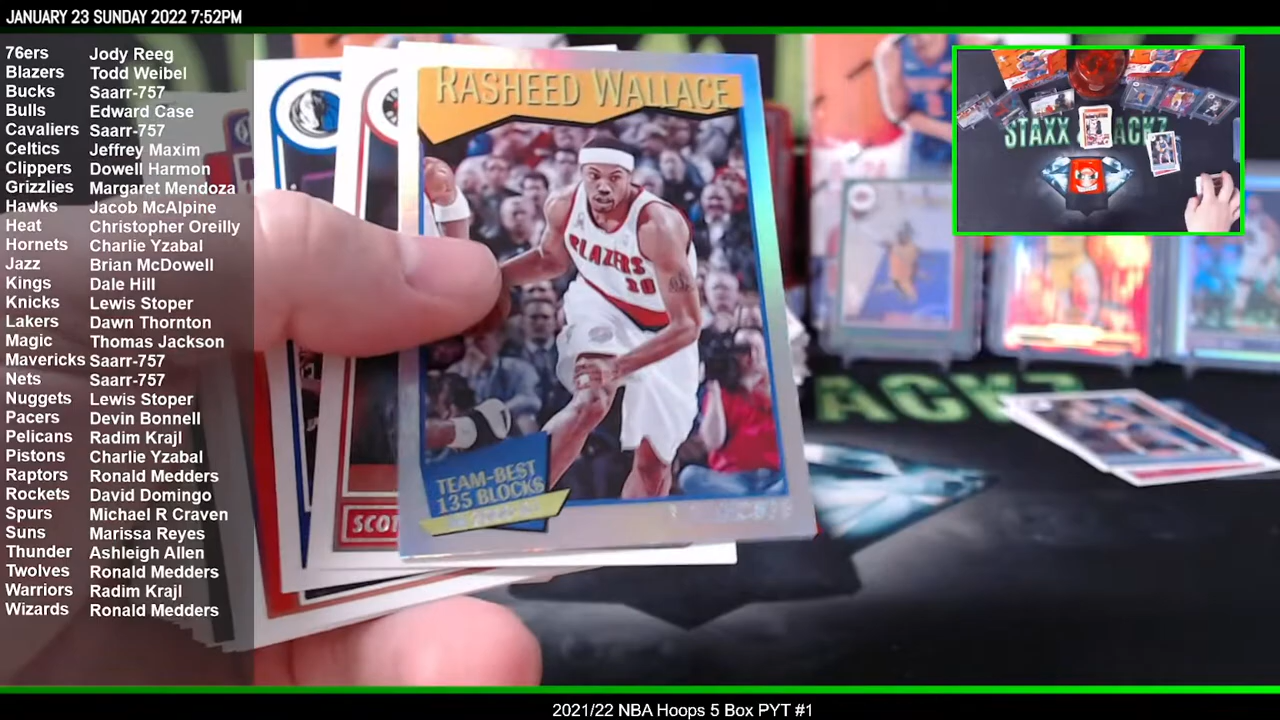 JANUARY 23 SUNDAY 2022 7:52PM
76ers Jody Reeg
Blazers Todd Weibel
Bucks Saarr-757
Bulls Edward Case
Cavaliers Saarr-757
Celtics Jeffrey Maxim
Clippers Dowell Harmon
Grizzlies Margaret Mendoza
Hawks Jacob McAlpine
Heat Christopher Oreilly
Hornets Charlie Yzabal
Jazz Brian McDowell
Kings Dale Hill
Knicks Lewis Stoper
Lakers Dawn Thornton
Magic Thomas Jackson
Mavericks Saarr-757
Nets Saarr-757
Nuggets Lewis Stoper
Pacers Devin Bonnell
Pelicans Radim Krajl
Pistons Charlie Yzabal
Raptors Ronald Medders
Rockets David Domingo
Spurs Michael R Craven
Suns Marissa Reyes
Thunder Ashleigh Allen
Twolves Ronald Medders
Warriors Radim Krajl
Wizards Ronald Medders
RASHEED WALLACE
BLAZERS
30
TEAM-BEST
135 BLOCKS
SCOT
STAXX
ACKZ
2021/22 NBA Hoops 5 Box PYT #1